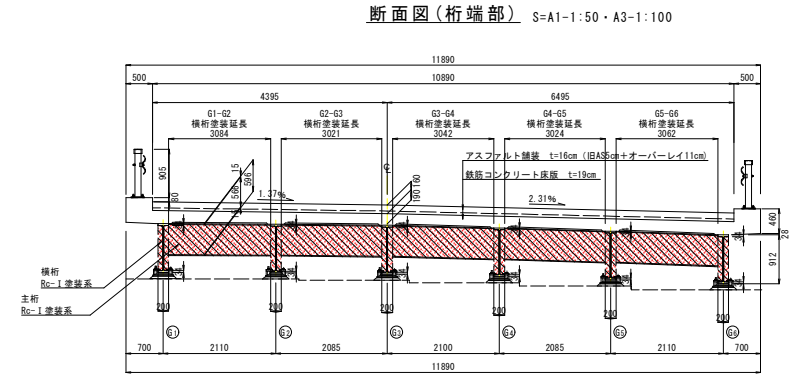 断面図(桁端部) S=A1-1:50・A3-1:100
11890
500 10890 500
4395 6495
G1-G2 G2-G3 G3-G4 G4-G5 G5-G6
横桁塗装延長 横桁塗装延長 横桁塗装延長 横桁塗装延長 横桁塗装延長
3084 3021 3042 3024 3062
アスファルト舗装 t=16cm (旧AS5cm+オーバーレイ11cm)
鉄筋コンクリート床版 t=19cm
905
80
15
566
596
190
160
1.37%
2.31%
460
28
912
横桁
Rc-Ⅰ塗装系
主桁
Rc-Ⅰ塗装系
200 200 200 200 200 200
G1 G2 G3 G4 G5 G6
700 2110 2085 2100 2085 2110 700
11890